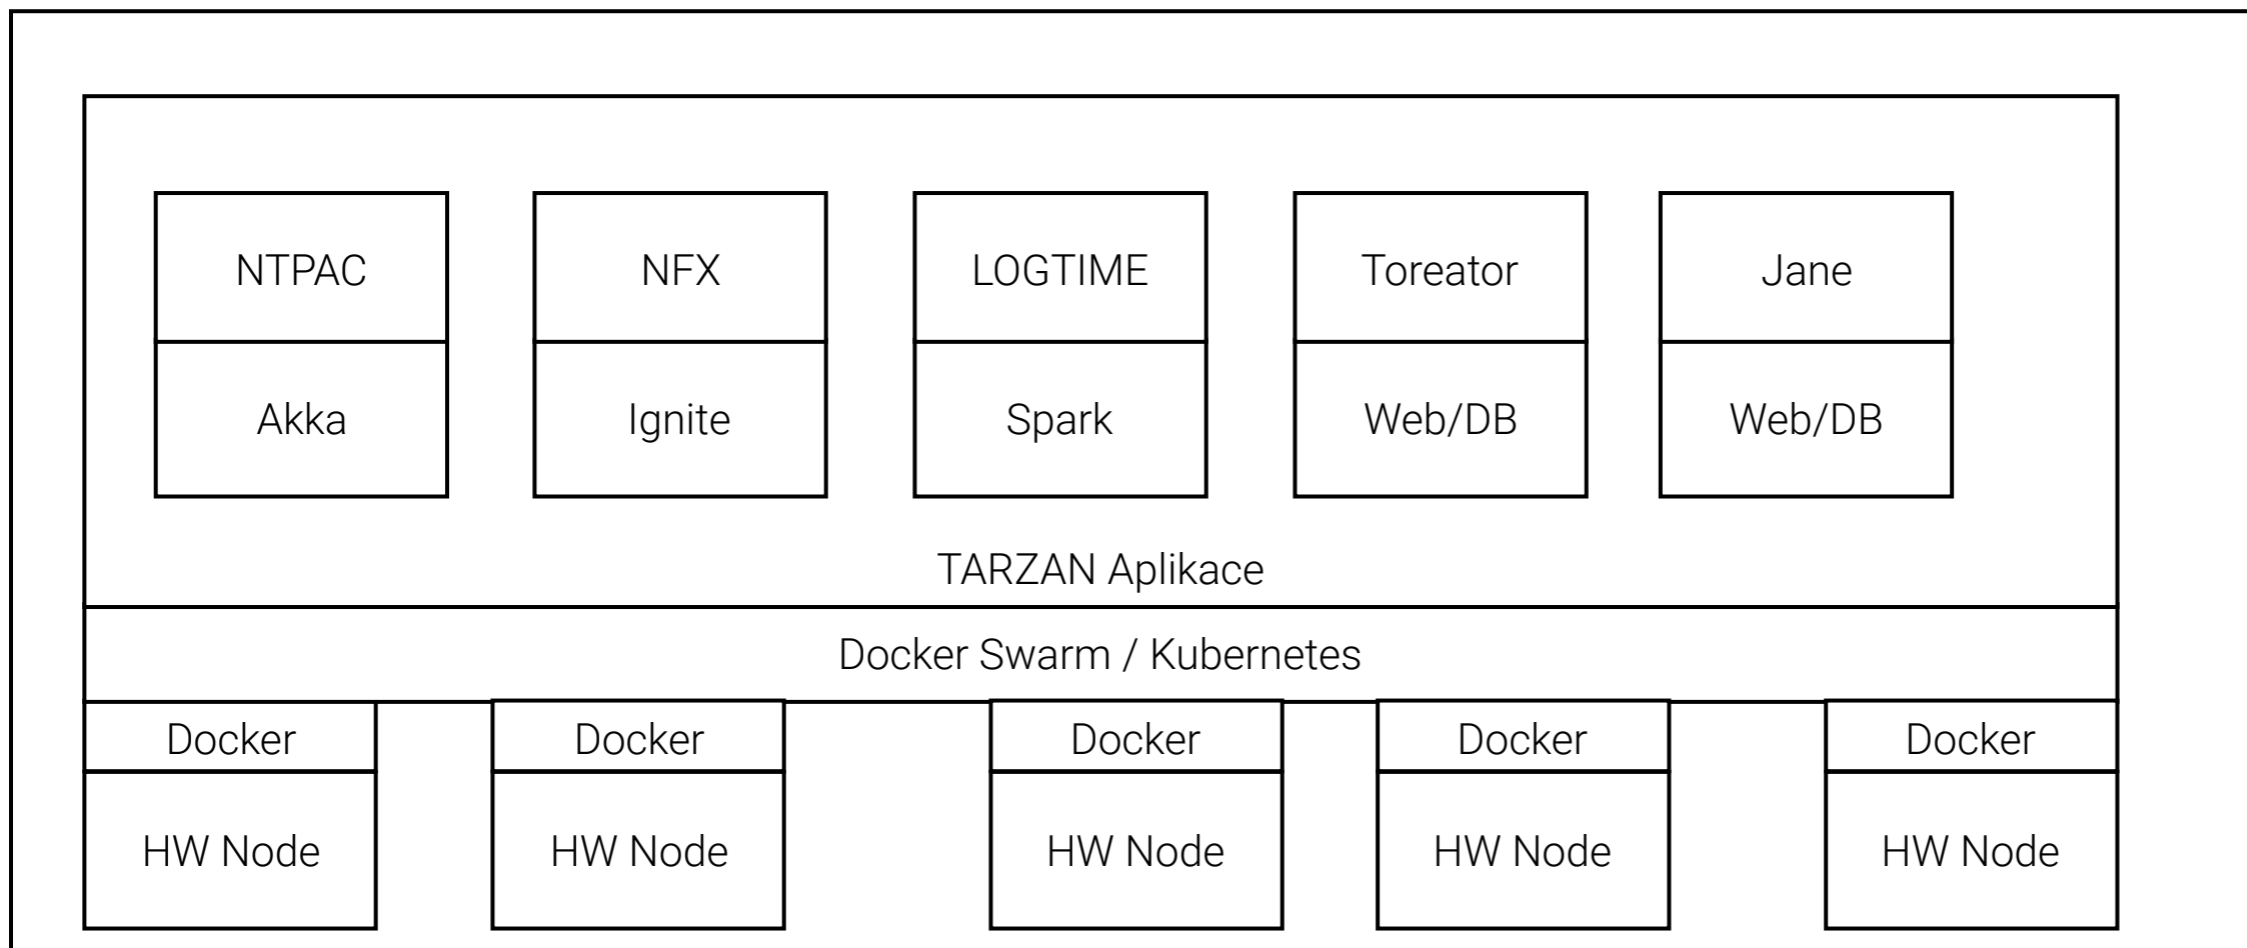 NTPAC
NFX
LOGTIME
Toreator
Jane
Akka
Ignite
Spark
Web/DB
Web/DB
TARZAN Aplikace
Docker Swarm / Kubernetes
Docker
Docker
Docker
Docker
Docker
HW Node
HW Node
HW Node
HW Node
HW Node